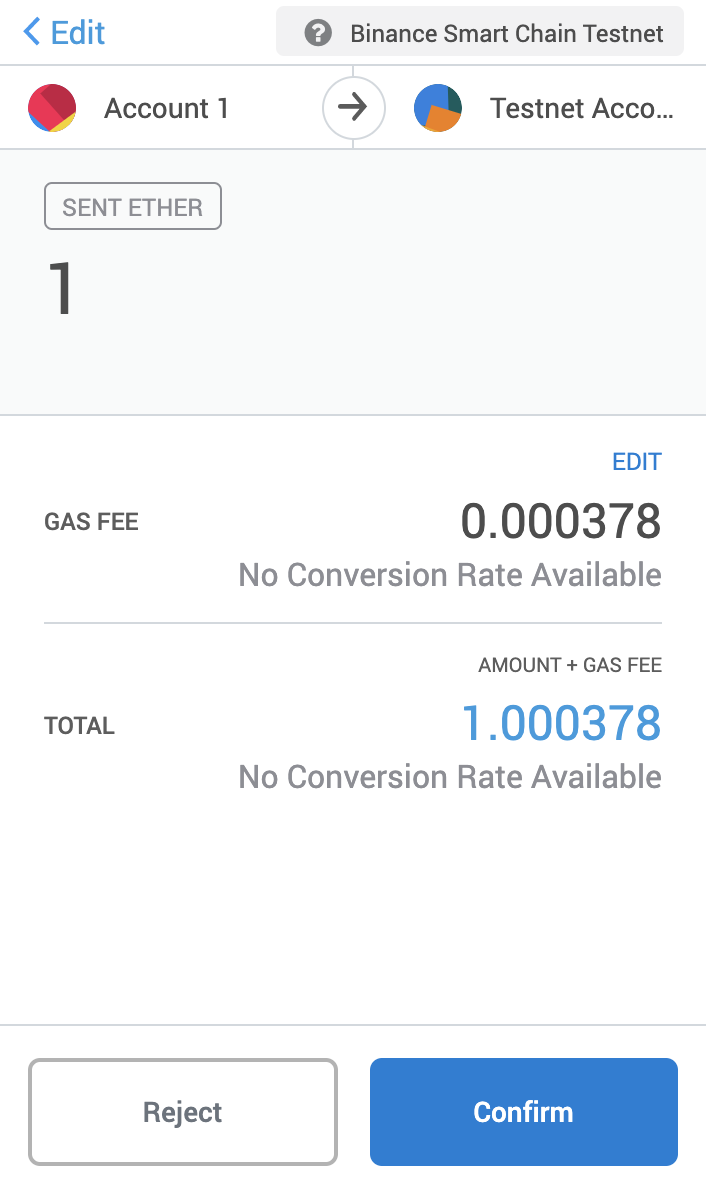 Edit
Binance Smart Chain Testnet
Account 1
Testnet Acco...
SENT ETHER
1
EDIT
GAS FEE
0.000378
No Conversion Rate Available
AMOUNT + GAS FEE
TOTAL
1.000378
No Conversion Rate Available
Reject
Confirm